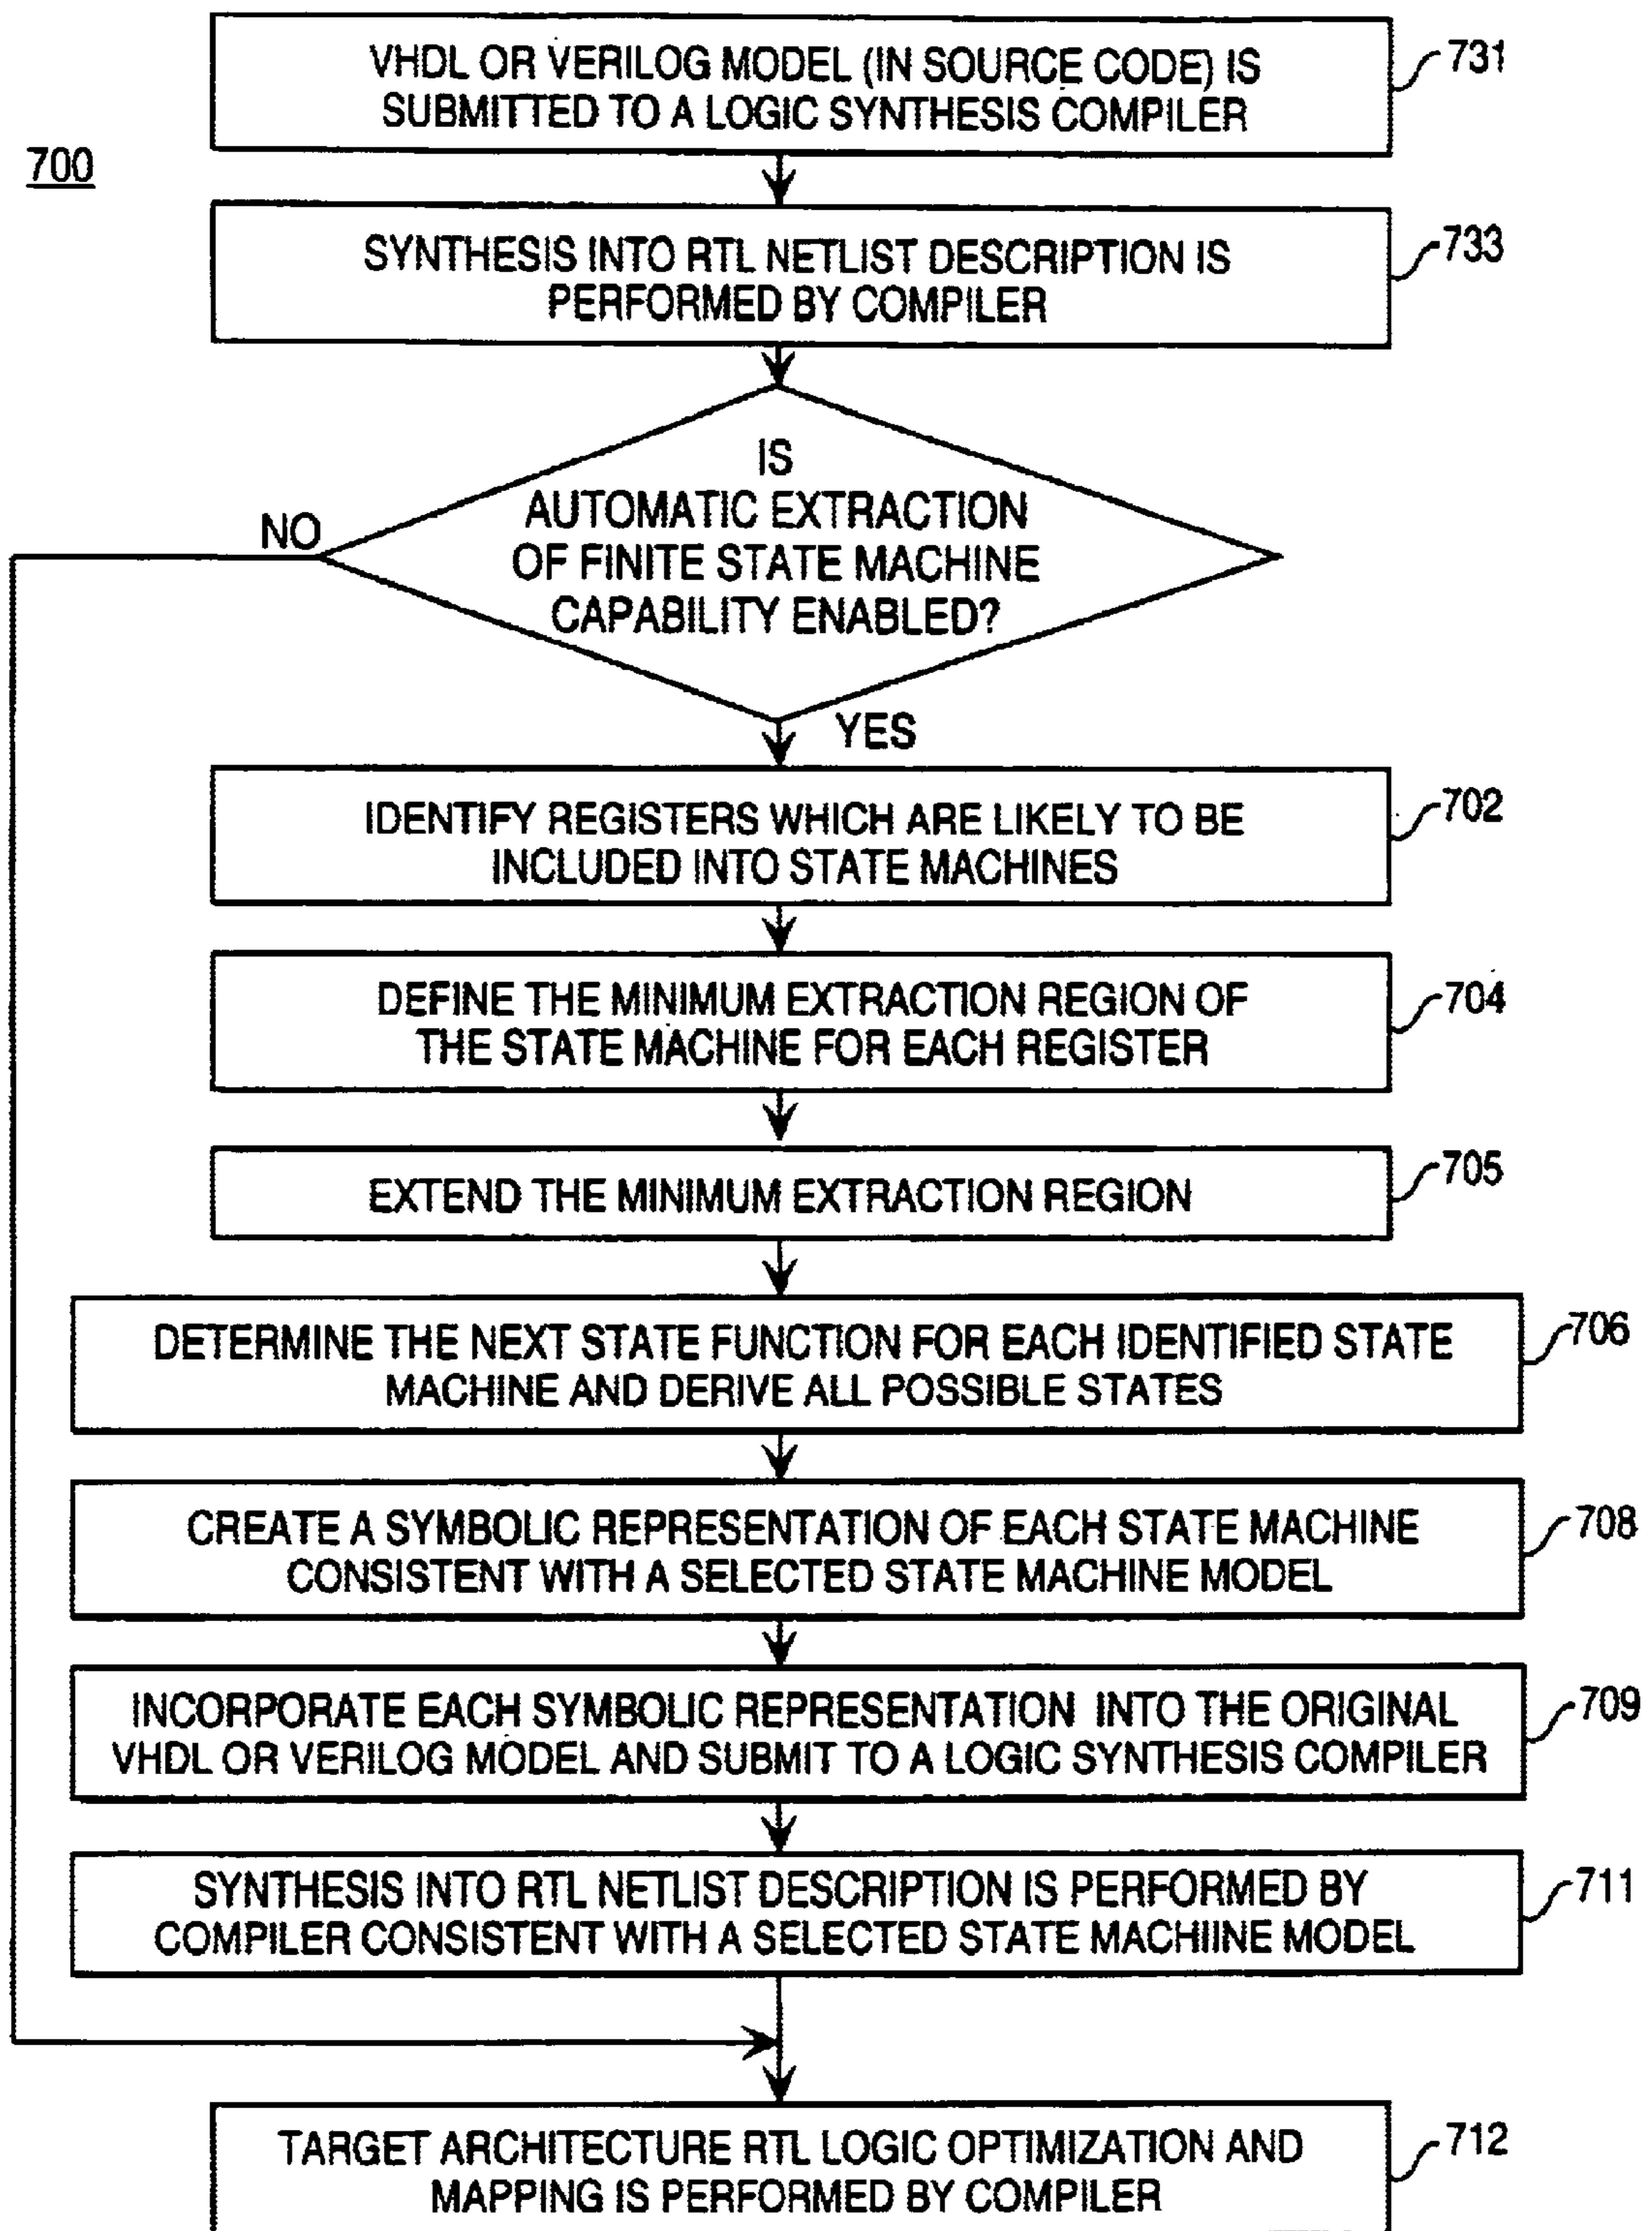 700
VHDL OR VERILOG MODEL (IN SOURCE CODE) IS
SUBMITTED TO A LOGIC SYNTHESIS COMPILER
731
SYNTHESIS INTO RTL NETLIST DESCRIPTION IS
PERFORMED BY COMPILER
733
IS
AUTOMATIC EXTRACTION
OF FINITE STATE MACHINE
CAPABILITY ENABLED?
NO
YES
IDENTIFY REGISTERS WHICH ARE LIKELY TO BE
INCLUDED INTO STATE MACHINES
702
DEFINE THE MINIMUM EXTRACTION REGION OF
THE STATE MACHINE FOR EACH REGISTER
704
EXTEND THE MINIMUM EXTRACTION REGION
705
DETERMINE THE NEXT STATE FUNCTION FOR EACH IDENTIFIED STATE
MACHINE AND DERIVE ALL POSSIBLE STATES
706
CREATE A SYMBOLIC REPRESENTATION OF EACH STATE MACHINE
CONSISTENT WITH A SELECTED STATE MACHINE MODEL
708
INCORPORATE EACH SYMBOLIC REPRESENTATION INTO THE ORIGINAL
VHDL OR VERILOG MODEL AND SUBMIT TO A LOGIC SYNTHESIS COMPILER
709
SYNTHESIS INTO RTL NETLIST DESCRIPTION IS PERFORMED BY
COMPILER CONSISTENT WITH A SELECTED STATE MACHIINE MODEL
711
TARGET ARCHITECTURE RTL LOGIC OPTIMIZATION AND
MAPPING IS PERFORMED BY COMPILER
712